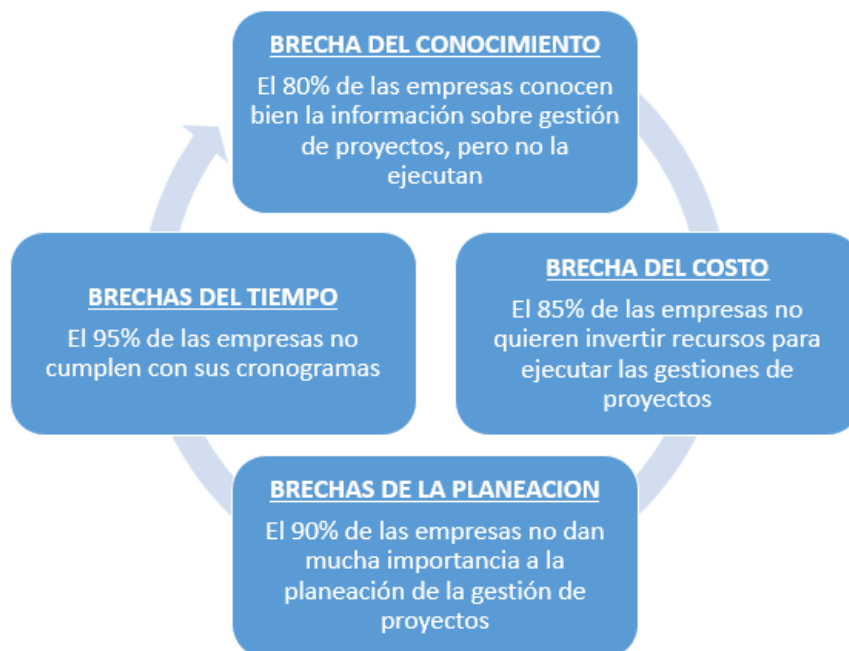 BRECHA DEL CONOCIMIENTO
El 80% de las empresas conocen
bien la información sobre gestión
de proyectos, pero no la
ejecutan
BRECHA DEL COSTO
El 85% de las empresas no
quieren invertir recursos para
ejecutar las gestiones de
proyectos
BRECHAS DE LA PLANEACION
El 90% de las empresas no dan
mucha importancia a la
planeación de la gestión de
proyectos
BRECHAS DEL TIEMPO
El 95% de las empresas no
cumplen con sus cronogramas